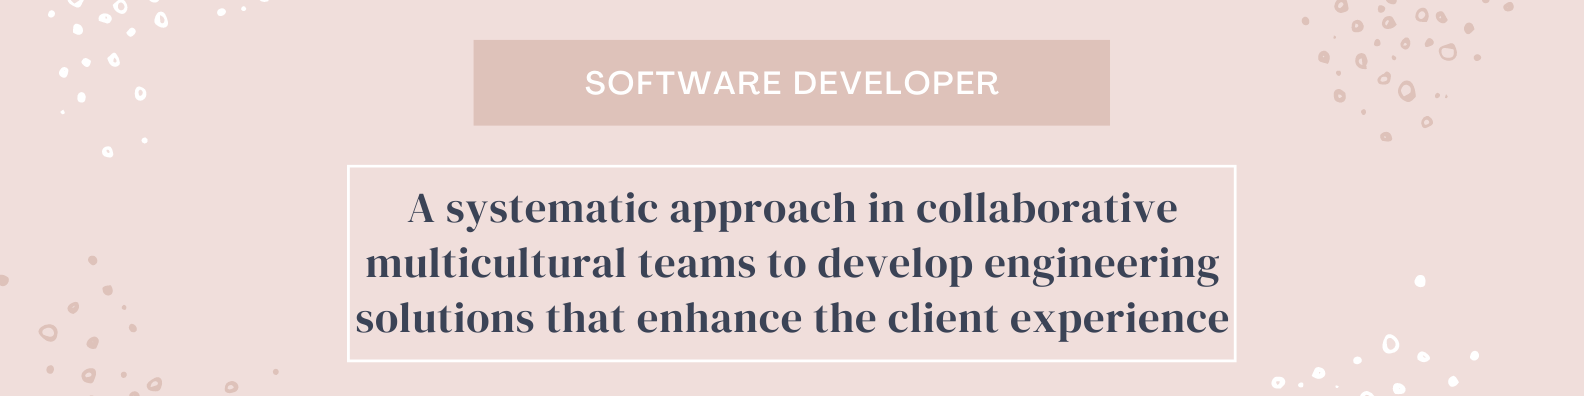 SOFTWARE DEVELOPER
A systematic approach in collaborative
multicultural teams to develop engineering
solutions that enhance the client experience